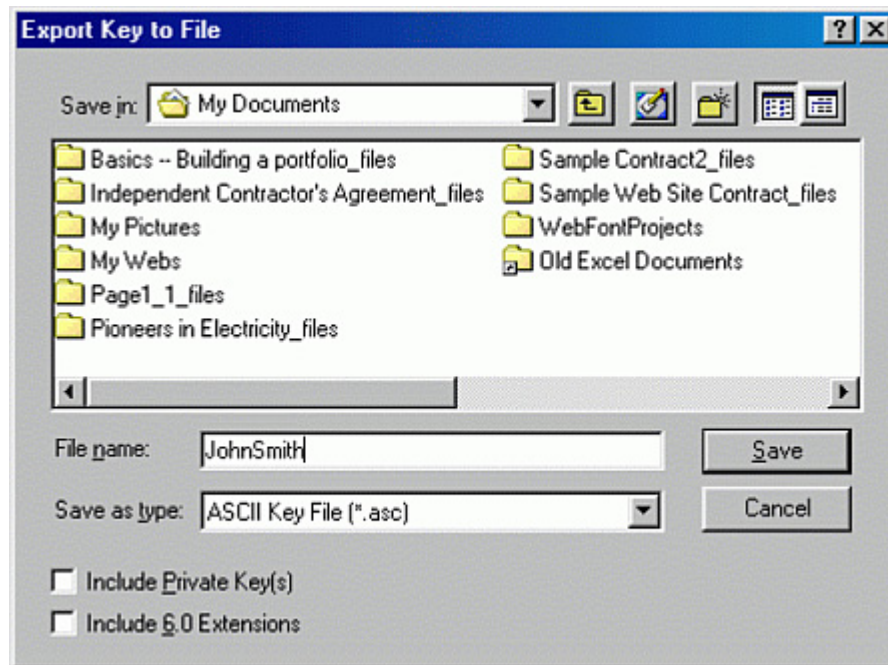 Export Key to File
Save in: My Documents
Basics -- Building a portfolio_files
Independent Contractor's Agreement_files
My Pictures
My Webs
Page1_1_files
Pioneers in Electricity_files
Sample Contract2_files
Sample Web Site Contract_files
WebFontProjects
Old Excel Documents
File name: JohnSmith Save
Save as type: ASCII Key File (*.asc) Cancel
Include Private Key(s)
Include 6.0 Extensions